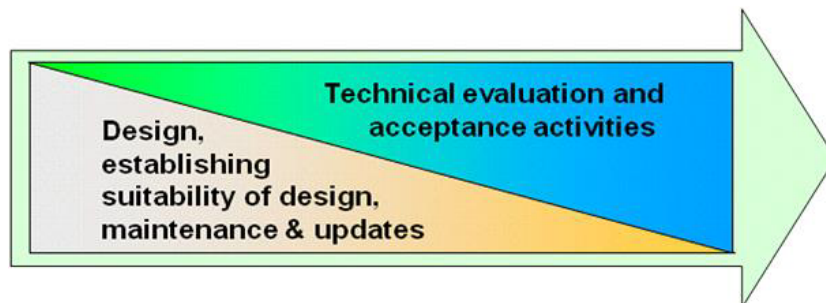 Technical evaluation and
acceptance activities
Design,
establishing
suitability of design,
maintenance & updates